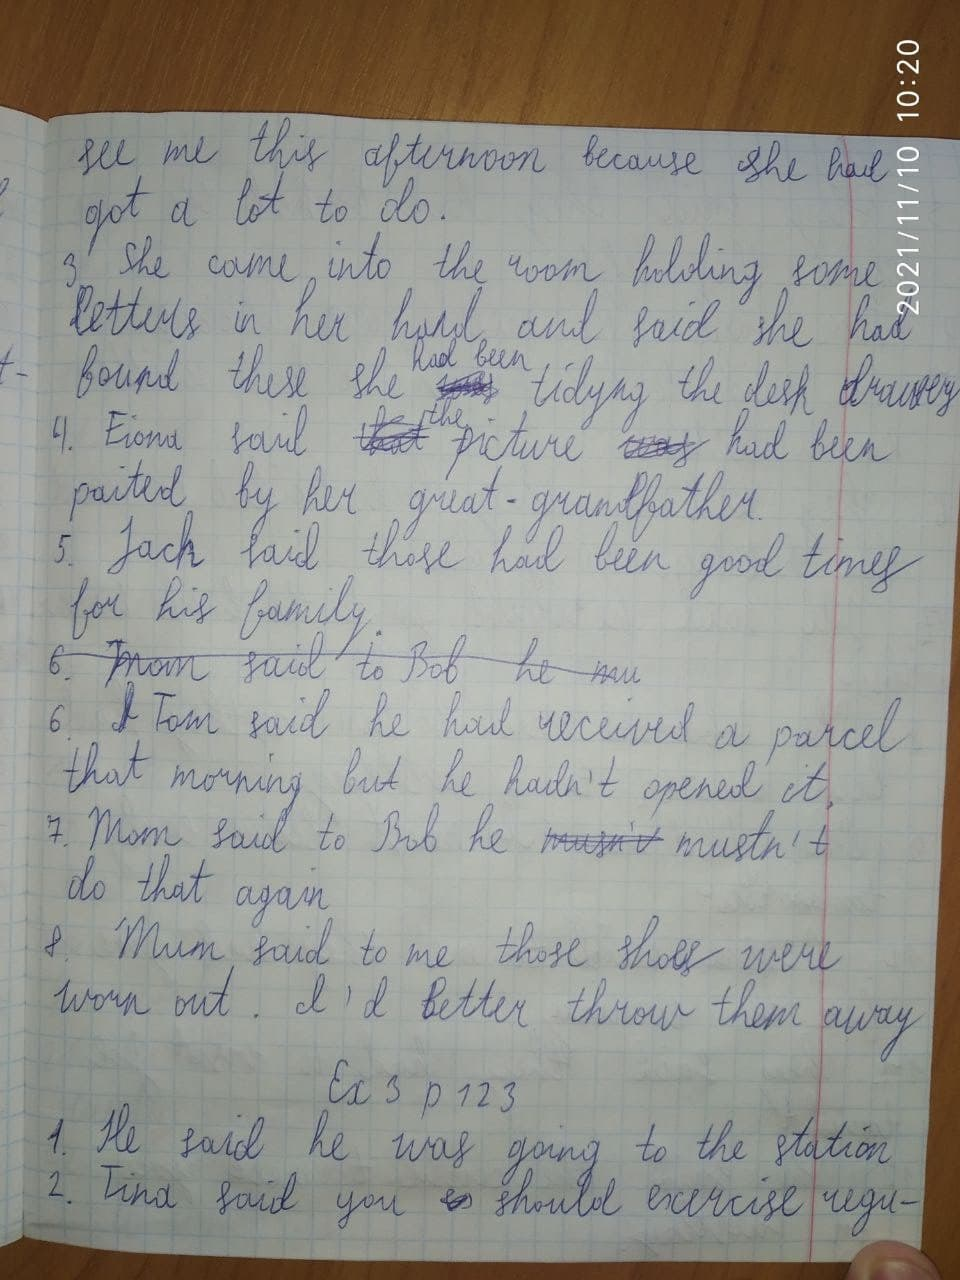 see me this afternoon because she had
got a lot to do.
3 She came into the room holding some
letters in her hand and said she had
had been
found these she tidyng the desk drawers
the
4. Fiona said picture had been
paited by her great-grandfather.
5. Jack said those had been good times
for his family.
6. Mom said to Bob he mu
6. Tom said he had received a parcel
that morning but he hadn't opened it.
7. Mom said to Bob he musn't mustn't
do that again
8. Mum said to me those shoes were
worn out. I'd better throw them away
Ex 3 p 123
1. He said he was going to the station
2. Tina said you should exercise regu-
2021/11/10 10:20